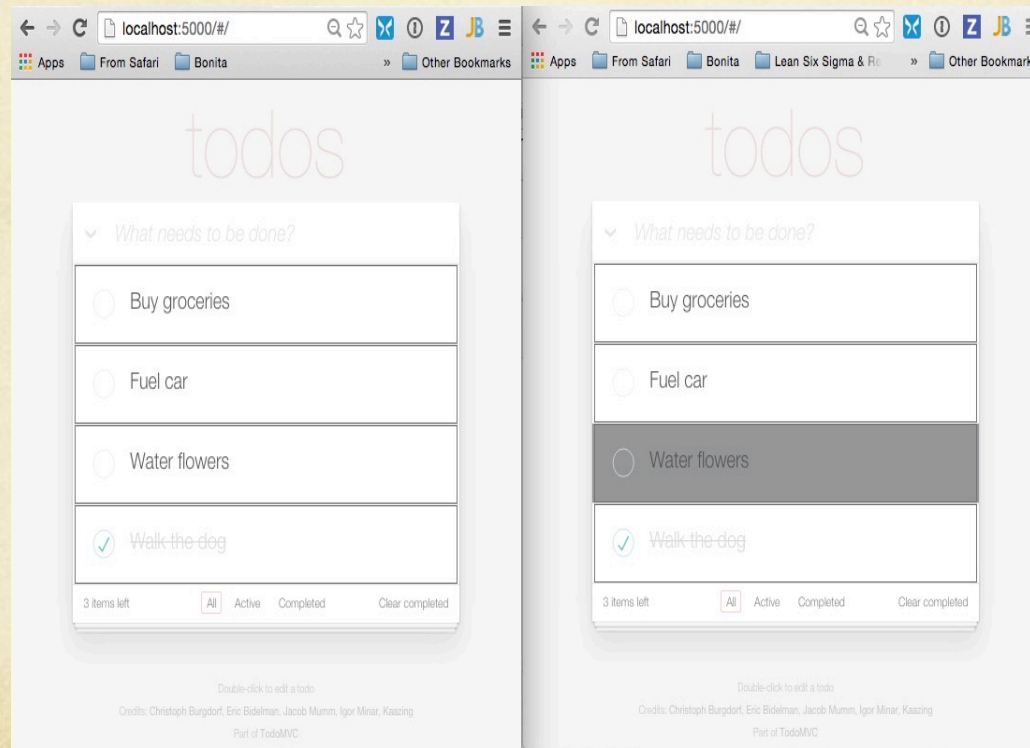 localhost:5000/#/
Apps From Safari Bonita » Other Bookmarks
todos
What needs to be done?
Buy groceries
Fuel car
Water flowers
Walk the dog
3 items left All Active Completed Clear completed
Double-click to edit a todo
Credits: Christoph Burgdorf, Eric Bidelman, Jacob Mumm, Igor Minar, Kaazing
Part of TodoMVC
localhost:5000/#/
Apps From Safari Bonita Lean Six Sigma & » Other Bookmark
todos
What needs to be done?
Buy groceries
Fuel car
Water flowers
Walk the dog
3 items left All Active Completed Clear completed
Double-click to edit a todo
Credits: Christoph Burgdorf, Eric Bidelman, Jacob Mumm, Igor Minar, Kaazing
Part of TodoMVC